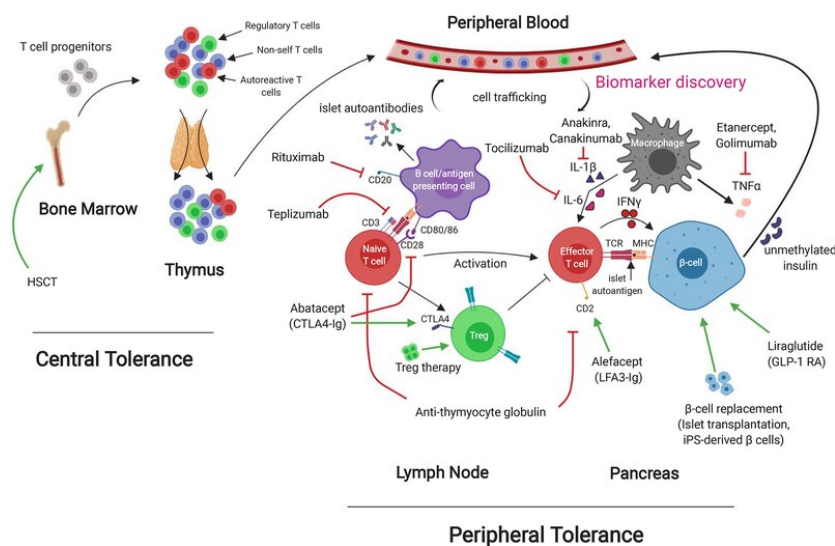 T cell progenitors
Regulatory T cells
Non-self T cells
Autoreactive T
cells
Bone Marrow
Thymus
HSCT
Central Tolerance
Peripheral Blood
cell trafficking
Biomarker discovery
islet autoantibodies
Rituximab
CD20
B cell/antigen
presenting cell
Teplizumab
CD3
CD80/86
CD28
Naive
T cell
Activation
Abatacept
(CTLA4-Ig)
CTLA4
Treg
Treg therapy
Anti-thymyocyte globulin
Lymph Node
Tocilizumab
Anakinra,
Canakinumab
IL-1β
IL-6
Macrophage
Etanercept,
Golimumab
TNFα
IFNγ
Effector
T cell
TCR
MHC
islet
autoantigen
β-cell
unmethylated
insulin
CD2
Alefacept
(LFA3-Ig)
Liraglutide
(GLP-1 RA)
β-cell replacement
(Islet transplantation,
iPS-derived β cells)
Pancreas
Peripheral Tolerance